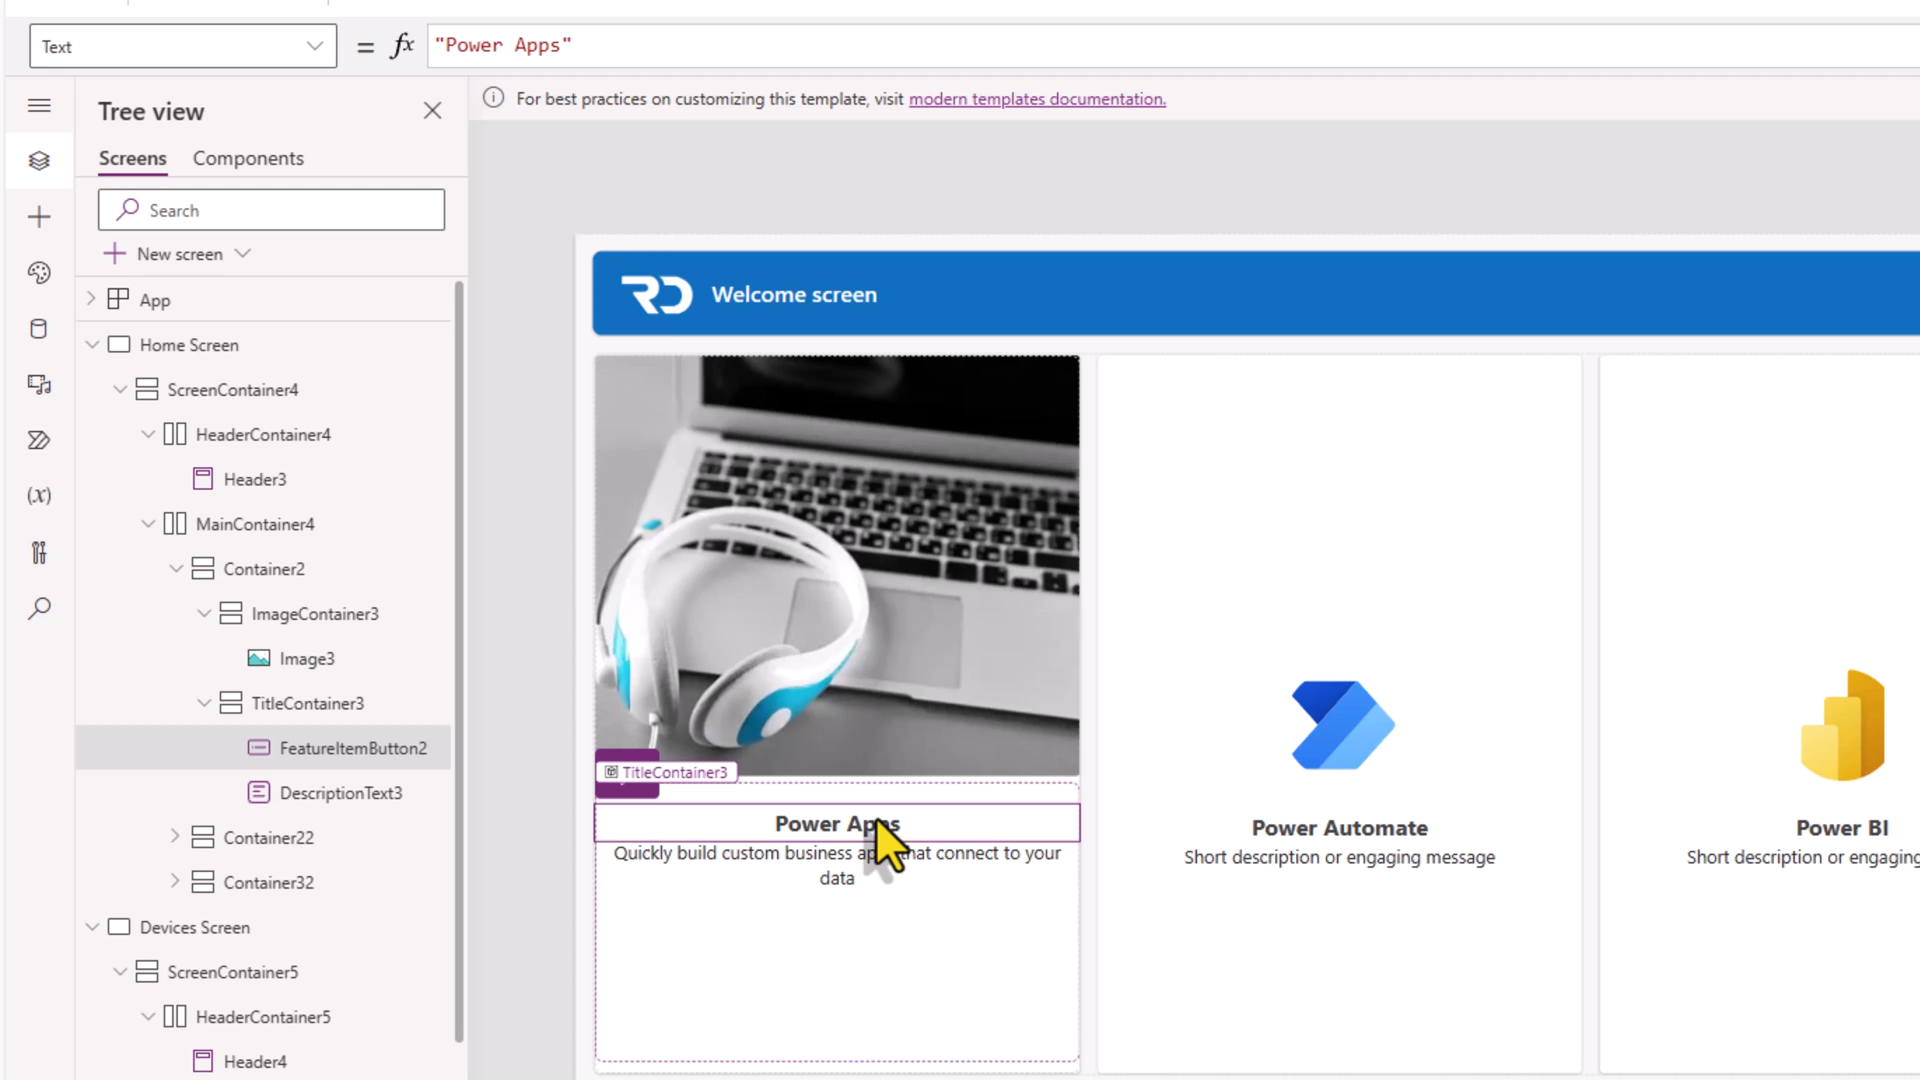 Text
= fx "Power Apps"
Tree view
For best practices on customizing this template, visit modern templates documentation.
Screens Components
Search
New screen
App
Home Screen
ScreenContainer4
HeaderContainer4
Header3
MainContainer4
Container2
ImageContainer3
Image3
TitleContainer3
FeatureItemButton2
DescriptionText3
Container22
Container32
Devices Screen
ScreenContainer5
HeaderContainer5
Header4
(x)
RD Welcome screen
TitleContainer3
Power Apps
Quickly build custom business apps that connect to your
data
Power Automate
Short description or engaging message
Power BI
Short description or engaging